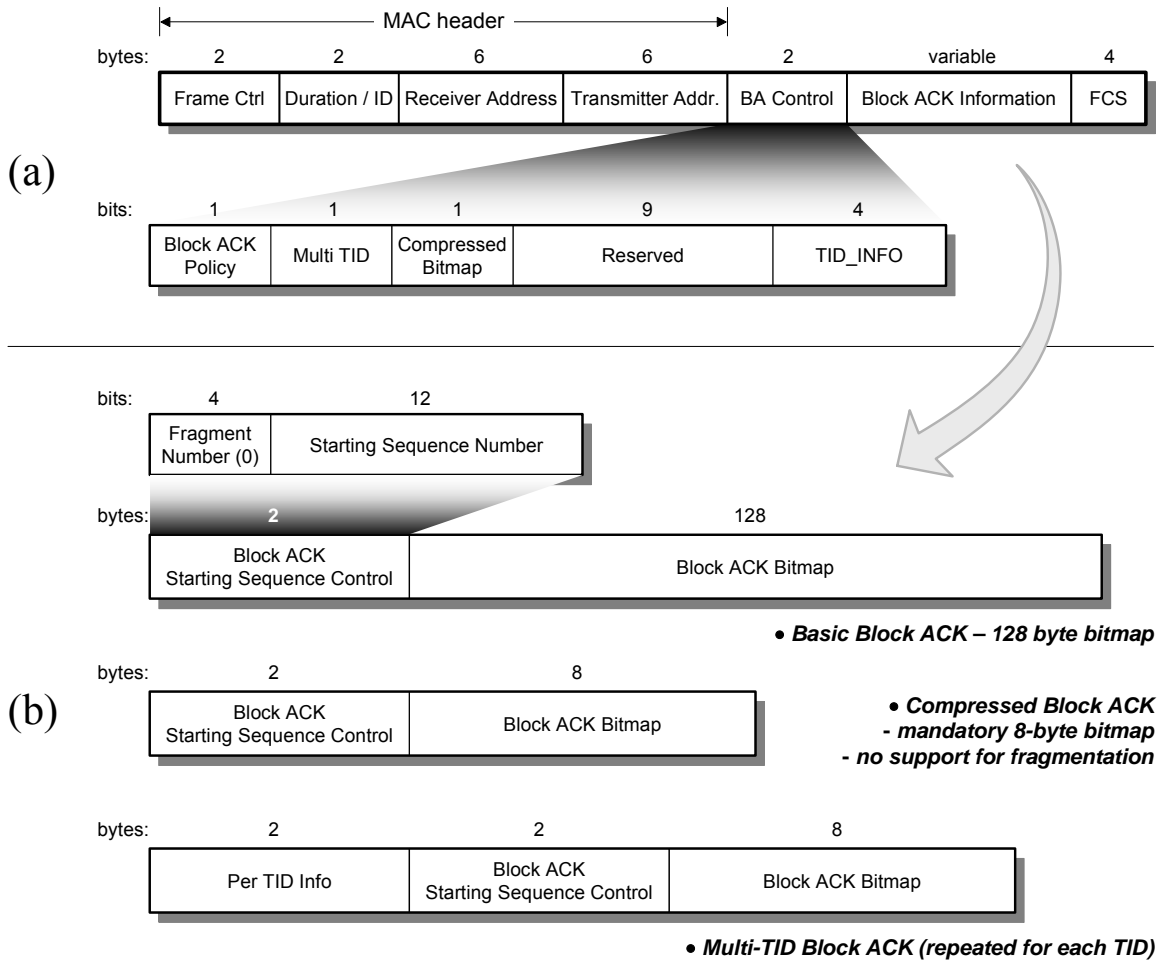 MAC header
bytes: 2 2 6 6 2 variable 4
Frame Ctrl Duration / ID Receiver Address Transmitter Addr. BA Control Block ACK Information FCS
(a)
bits: 1 1 1 9 4
Block ACK
Policy
Multi TID
Compressed
Bitmap
Reserved
TID_INFO
bits: 4 12
Fragment
Number (0)
Starting Sequence Number
bytes: 2 128
Block ACK
Starting Sequence Control
Block ACK Bitmap
• Basic Block ACK – 128 byte bitmap
(b)
bytes: 2 8
Block ACK
Starting Sequence Control
Block ACK Bitmap
• Compressed Block ACK
- mandatory 8-byte bitmap
- no support for fragmentation
bytes: 2 2 8
Per TID Info
Block ACK
Starting Sequence Control
Block ACK Bitmap
• Multi-TID Block ACK (repeated for each TID)